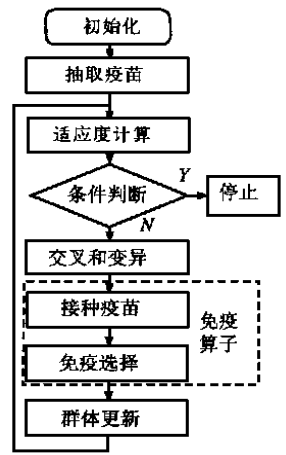 初始化
抽取疫苗
适应度计算
条件判断
Y
停止
N
交叉和变异
接种疫苗
免疫
算子
免疫选择
群体更新